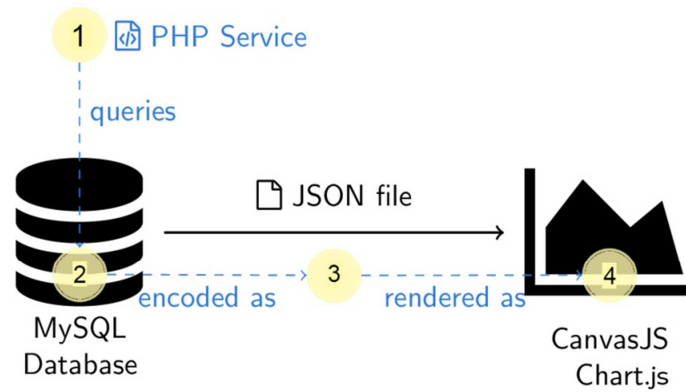 1 PHP Service
queries
JSON file
2 3 4
encoded as rendered as
MySQL
Database
CanvasJS
Chart.js